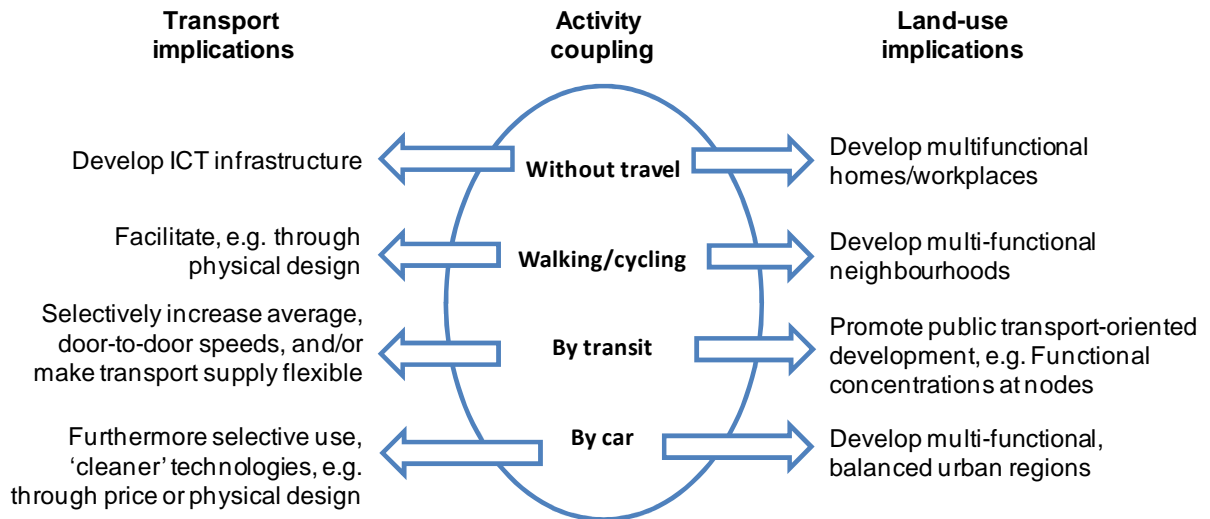 Transport
implications
Activity
coupling
Land-use
implications
Develop ICT infrastructure
Without travel
Develop multifunctional
homes/workplaces
Facilitate, e.g. through
physical design
Walking/cycling
Develop multi-functional
neighbourhoods
Selectively increase average,
door-to-door speeds, and/or
make transport supply flexible
By transit
Promote public transport-oriented
development, e.g. Functional
concentrations at nodes
Furthermore selective use,
‘cleaner’ technologies, e.g.
through price or physical design
By car
Develop multi-functional,
balanced urban regions